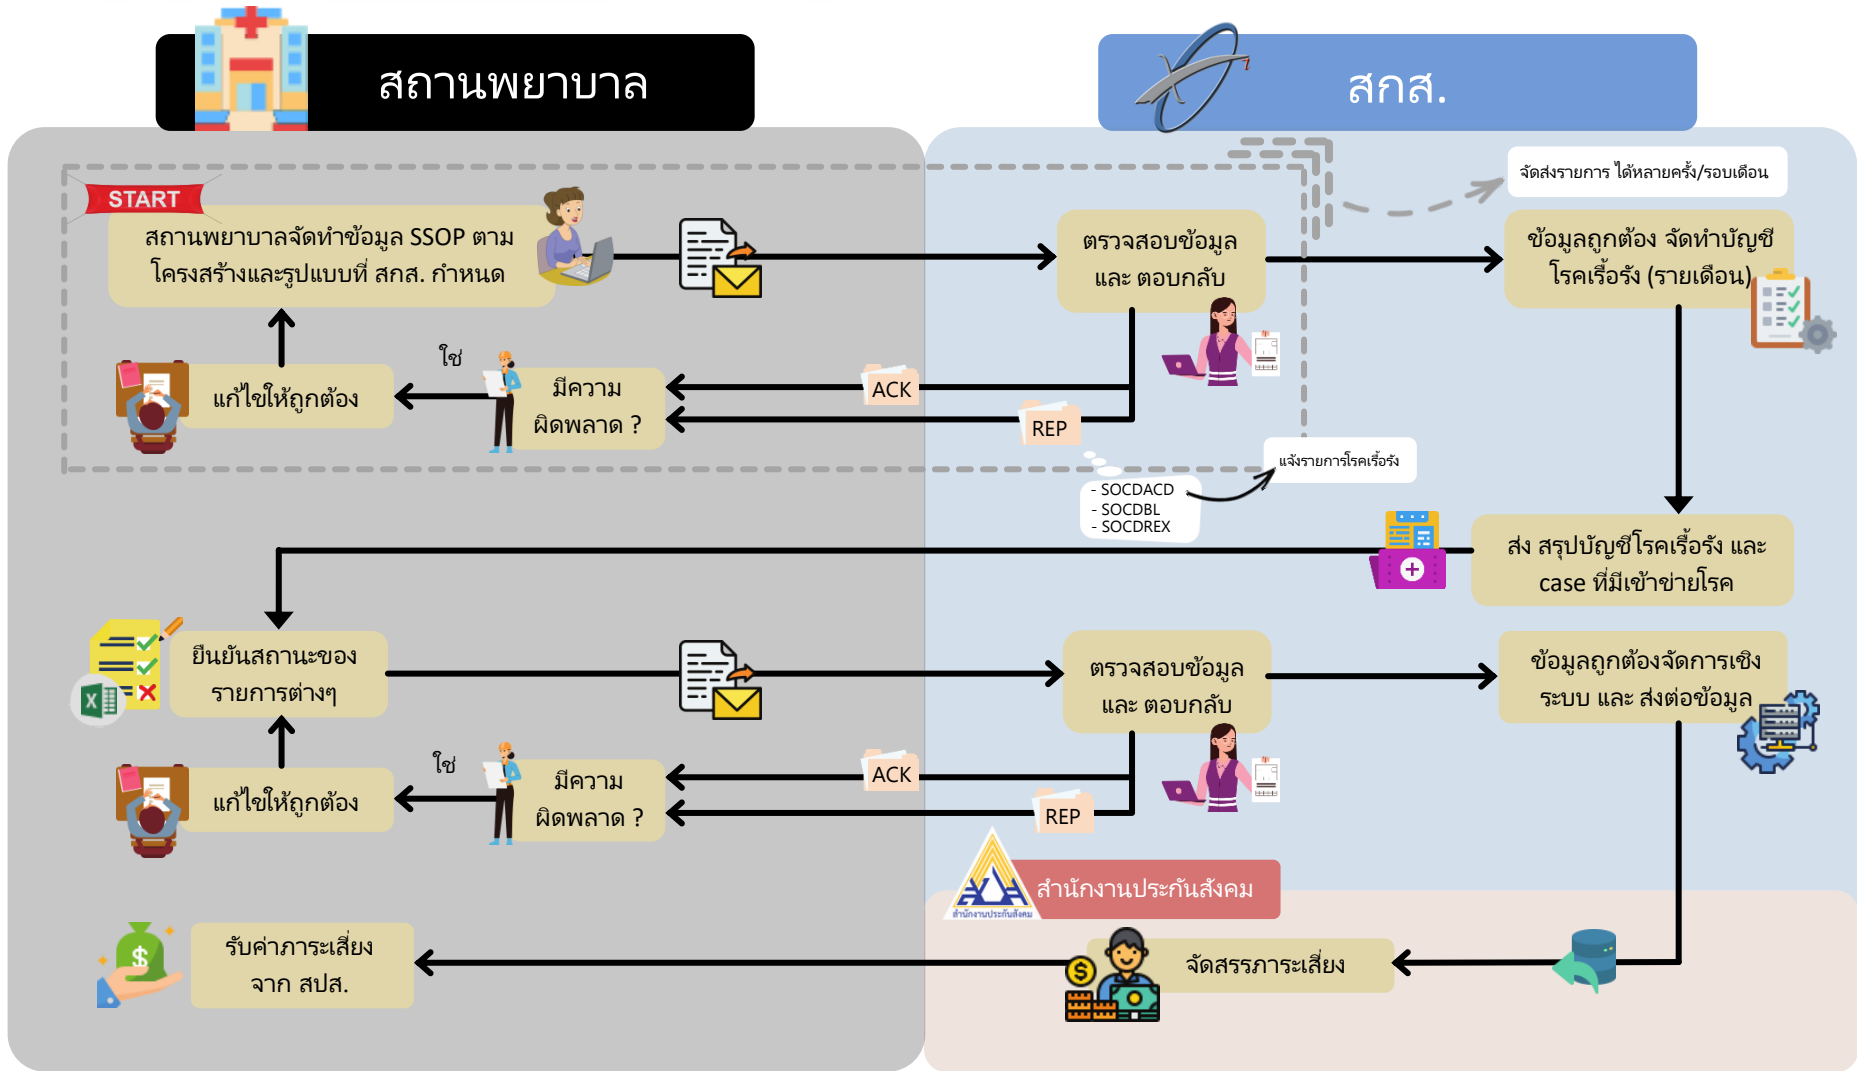 สถานพยาบาล
สกส.
START
สถานพยาบาลจัดทำข้อมูล SSOP ตาม
โครงสร้างและรูปแบบที่ สกส. กำหนด
ตรวจสอบข้อมูล
และ ตอบกลับ
จัดส่งรายการ ได้หลายครั้ง/รอบเดือน
ข้อมูลถูกต้อง จัดทำบัญชี
โรคเรื้อรัง (รายเดือน)
แก้ไขให้ถูกต้อง
ใช่
มีความ
ผิดพลาด ?
ACK
REP
- SOCDACD
- SOCDBL
- SOCDREX
แจ้งรายการโรคเรื้อรัง
ส่ง สรุปบัญชีโรคเรื้อรัง และ
case ที่มีเข้าข่ายโรค
ยืนยันสถานะของ
รายการต่างๆ
ตรวจสอบข้อมูล
และ ตอบกลับ
ข้อมูลถูกต้องจัดการเชิง
ระบบ และ ส่งต่อข้อมูล
แก้ไขให้ถูกต้อง
ใช่
มีความ
ผิดพลาด ?
ACK
REP
สำนักงานประกันสังคม
สำนักงานประกันสังคม
รับค่าภาระเสี่ยง
จาก สปส.
จัดสรรภาระเสี่ยง